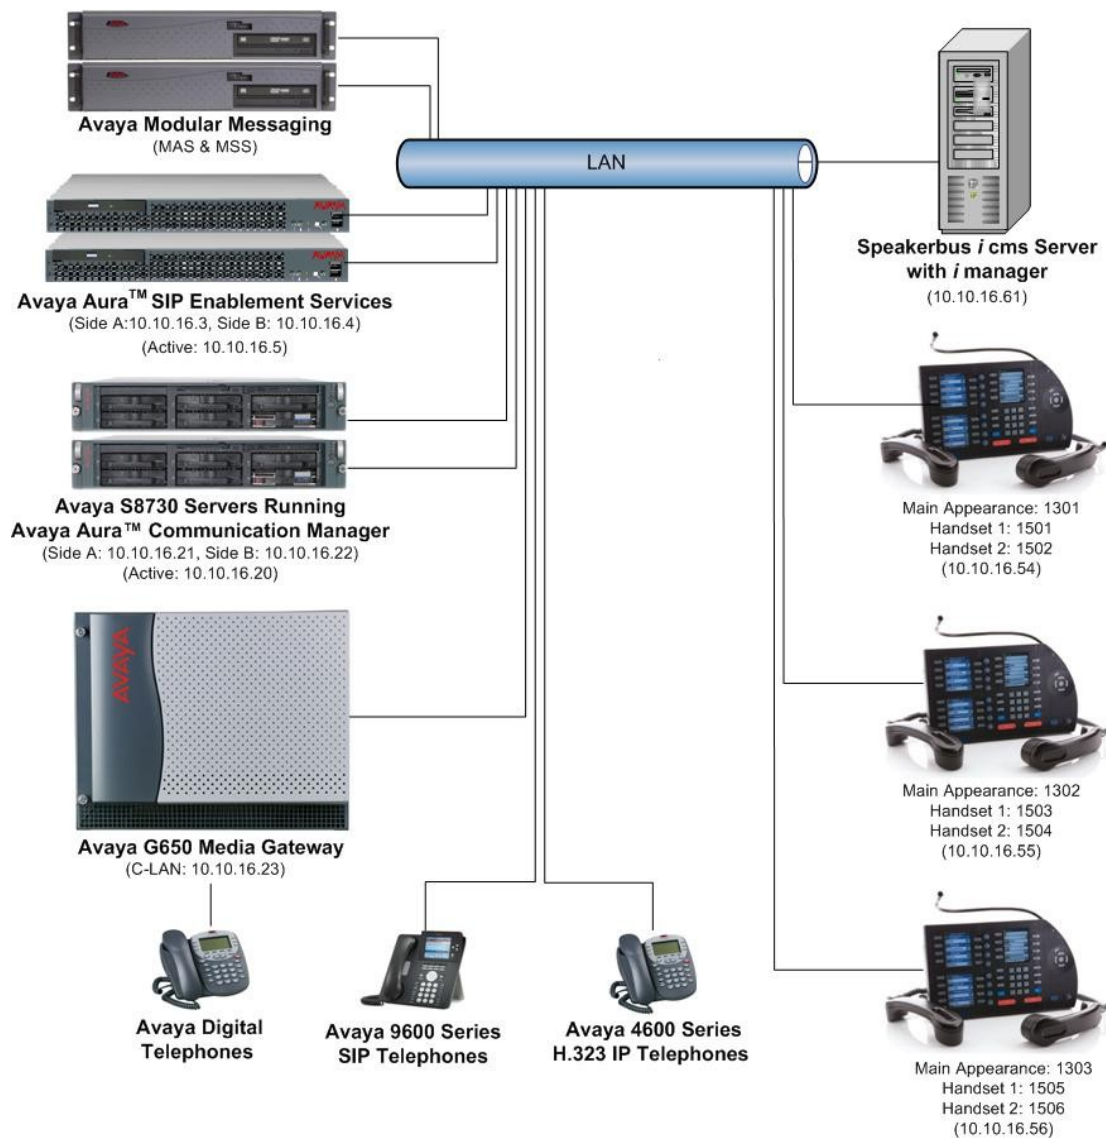 Avaya Modular Messaging
(MAS & MSS)
LAN
AVAYA
AVAYA
Avaya Aura™ SIP Enablement Services
(Side A:10.10.16.3, Side B: 10.10.16.4)
(Active: 10.10.16.5)
Avaya S8730 Servers Running
Avaya Aura™ Communication Manager
(Side A: 10.10.16.21, Side B: 10.10.16.22)
(Active: 10.10.16.20)
AVAYA
Avaya G650 Media Gateway
(C-LAN: 10.10.16.23)
Avaya Digital
Telephones
Avaya 9600 Series
SIP Telephones
Avaya 4600 Series
H.323 IP Telephones
Speakerbus i cms Server
with i manager
(10.10.16.61)
Main Appearance: 1301
Handset 1: 1501
Handset 2: 1502
(10.10.16.54)
Main Appearance: 1302
Handset 1: 1503
Handset 2: 1504
(10.10.16.55)
Main Appearance: 1303
Handset 1: 1505
Handset 2: 1506
(10.10.16.56)